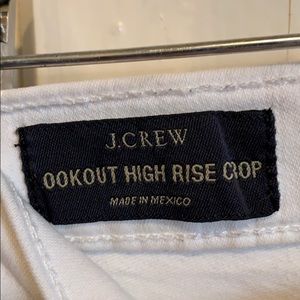 J.CREW
OOKOUT HIGH RISE CROP
MADE IN MEXICO